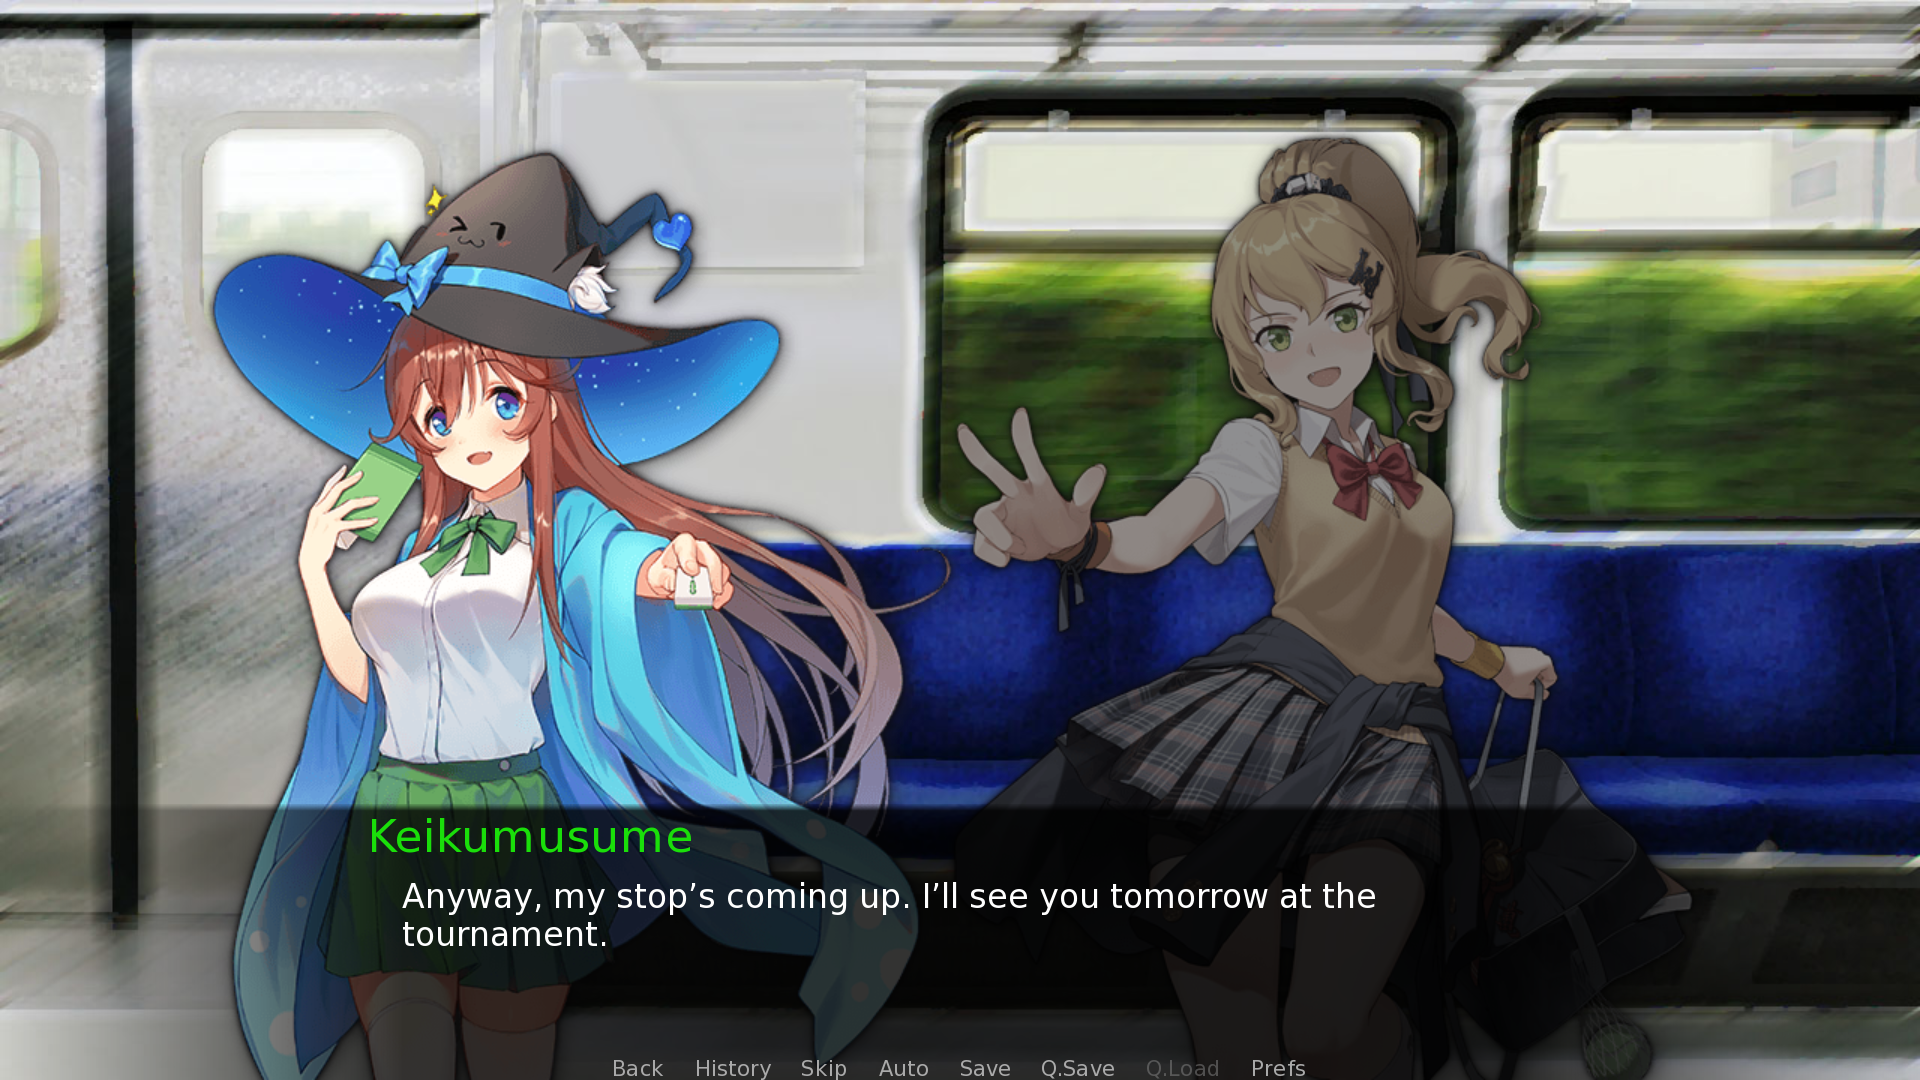 Keikumusume
Anyway, my stop’s coming up. I’ll see you tomorrow at the
tournament.
Back History Skip Auto Save Q.Save Q.Load Prefs